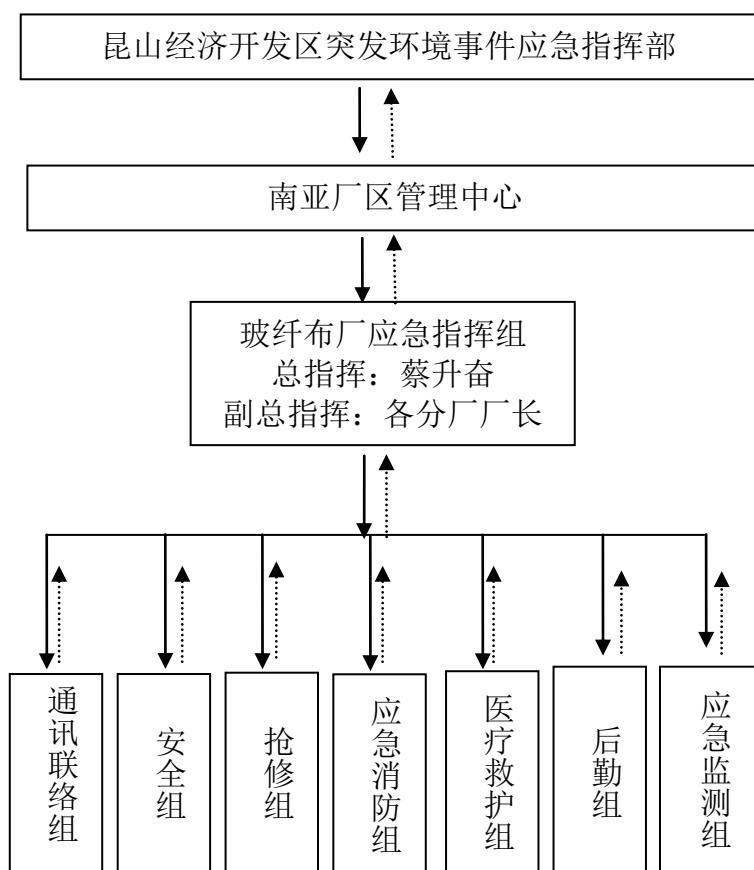 昆山经济开发区突发环境事件应急指挥部
南亚厂区管理中心
玻纤布厂应急指挥组
总指挥：蔡升奋
副总指挥：各分厂厂长
通讯联络组
安全组
抢修组
应急消防组
医疗救护组
后勤组
应急监测组